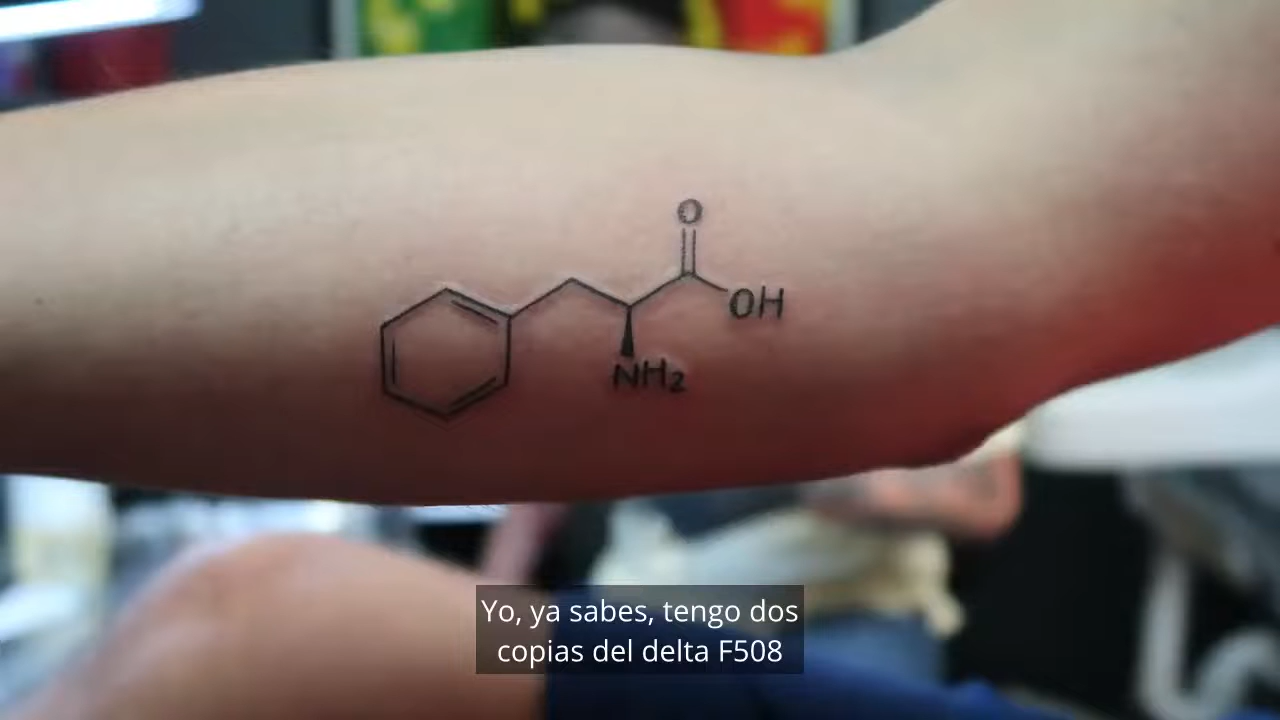 O
OH
NH₂
Yo, ya sabes, tengo dos
copias del delta F508